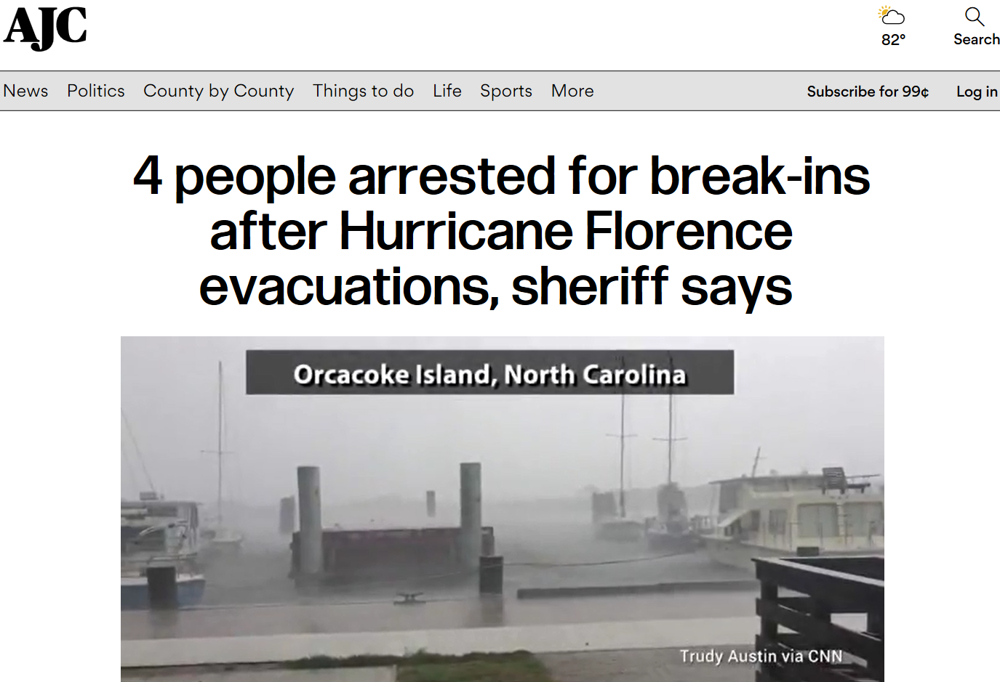 AJC
82°
Search
News Politics County by County Things to do Life Sports More Subscribe for 99¢ Log in
4 people arrested for break-ins
after Hurricane Florence
evacuations, sheriff says
Orcacoke Island, North Carolina
Trudy Austin via CNN